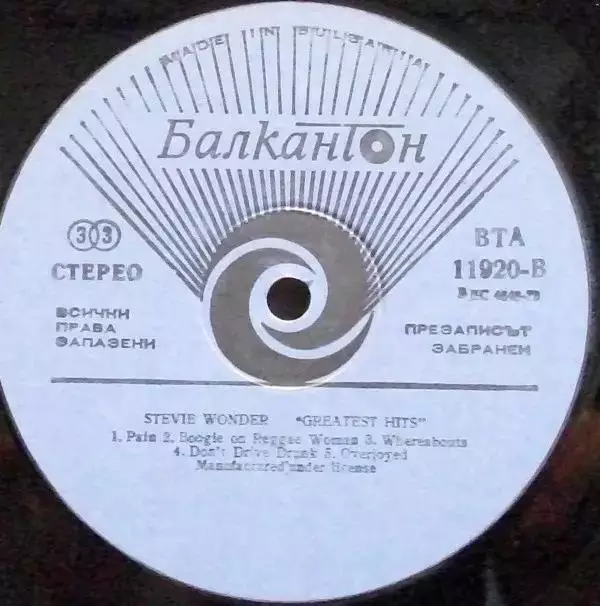 MADE IN BULGARIA
Балкантон
33
СТЕРЕО
ВТА
11920-В
ВСИЧКИ
ПРАВА
ЗАПАЗЕНИ
ПРЕЗАПИСЪТ
ЗАБРАНЕН
STEVIE WONDER "GREATEST HITS"
1. Pain 2. Boogie on Reggae Woman 3. Whereabouts
4. Don't Drive Drunk 5. Overjoyed
Manufactured under license